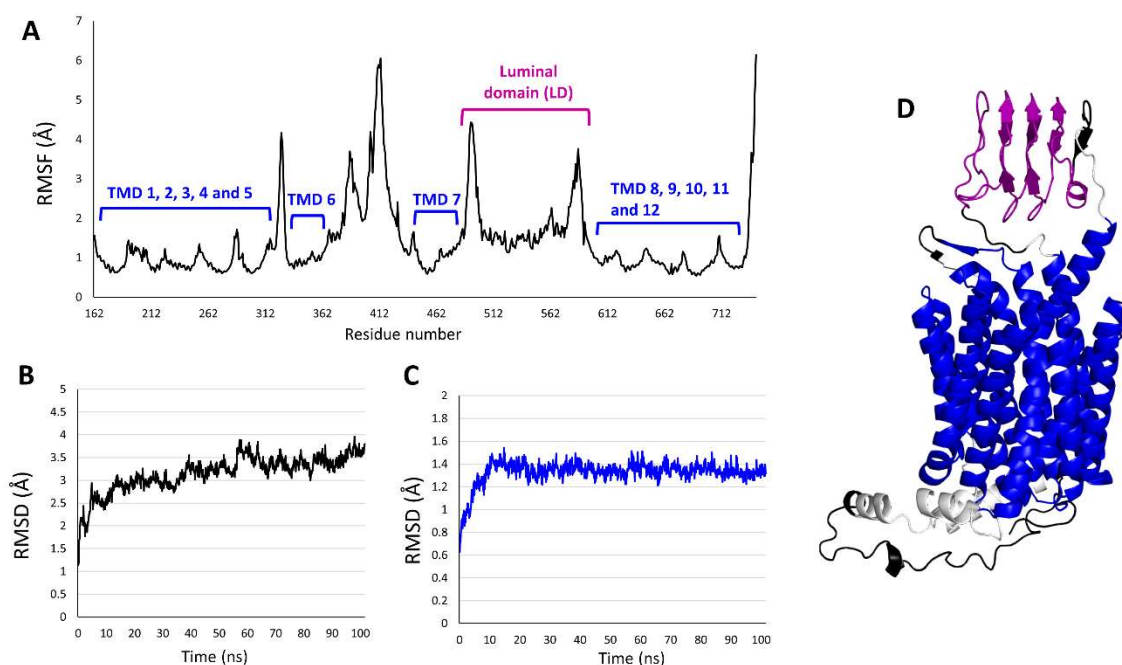 A
7
6
5
4
3
2
1
0
RMSF (Å)
TMD 1, 2, 3, 4 and 5
TMD 6
TMD 7
Luminal
domain (LD)
TMD 8, 9, 10, 11
and 12
162 212 262 312 362 412 462 512 562 612 662 712
Residue number
B
5
4.5
4
3.5
3
2.5
2
1.5
1
0.5
0
RMSD (Å)
0 10 20 30 40 50 60 70 80 90 100
Time (ns)
C
2
1.8
1.6
1.4
1.2
1
0.8
0.6
0.4
0.2
0
RMSD (Å)
0 10 20 30 40 50 60 70 80 90 100
Time (ns)
D